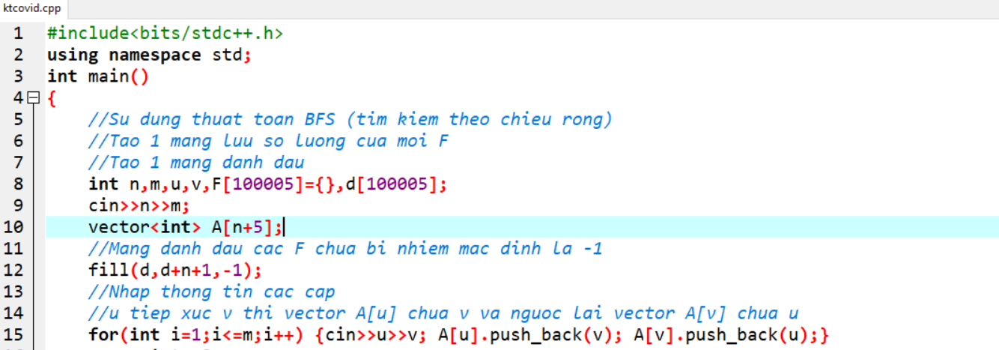 ktcovid.cpp
1 #include<bits/stdc++.h>
2 using namespace std;
3 int main()
4 {
5 //Su dung thuat toan BFS (tim kiem theo chieu rong)
6 //Tao 1 mang luu so luong cua moi F
7 //Tao 1 mang danh dau
8 int n,m,u,v,F[100005]={},d[100005];
9 cin>>n>>m;
10 vector<int> A[n+5];
11 //Mang danh dau cac F chua bi nhiem mac dinh la -1
12 fill(d,d+n+1,-1);
13 //Nhap thong tin cac cap
14 //u tiep xuc v thi vector A[u] chua v va nguoc lai vector A[v] chua u
15 for(int i=1;i<=m;i++) {cin>>u>>v; A[u].push_back(v); A[v].push_back(u);}